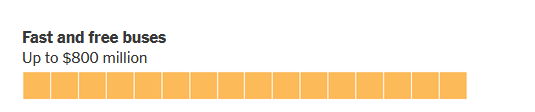 Fast and free buses
Up to $800 million